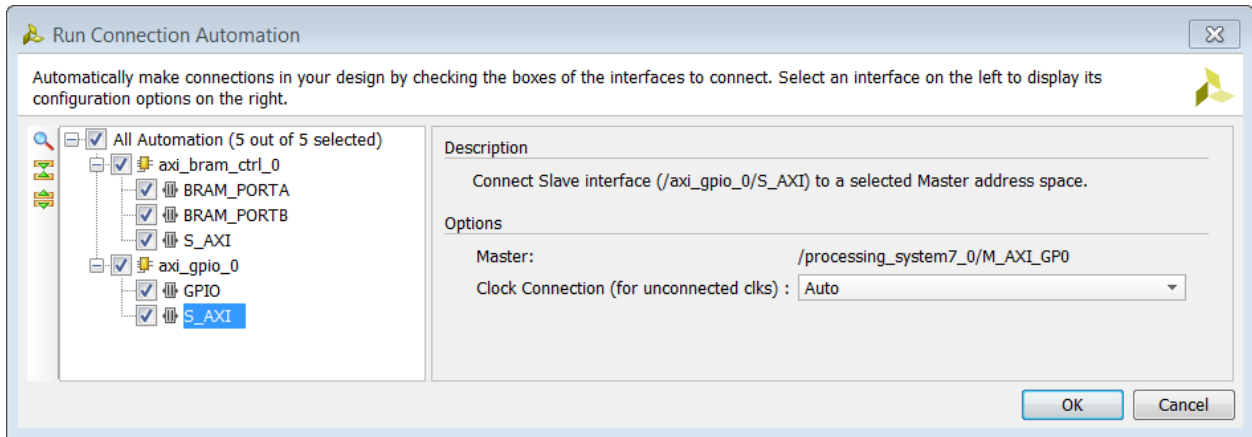 Run Connection Automation
Automatically make connections in your design by checking the boxes of the interfaces to connect. Select an interface on the left to display its
configuration options on the right.
All Automation (5 out of 5 selected)
axi_bram_ctrl_0
BRAM_PORTA
BRAM_PORTB
S_AXI
axi_gpio_0
GPIO
S_AXI
Description
Connect Slave interface (/axi_gpio_0/S_AXI) to a selected Master address space.
Options
Master: /processing_system7_0/M_AXI_GP0
Clock Connection (for unconnected clks) : Auto
OK Cancel